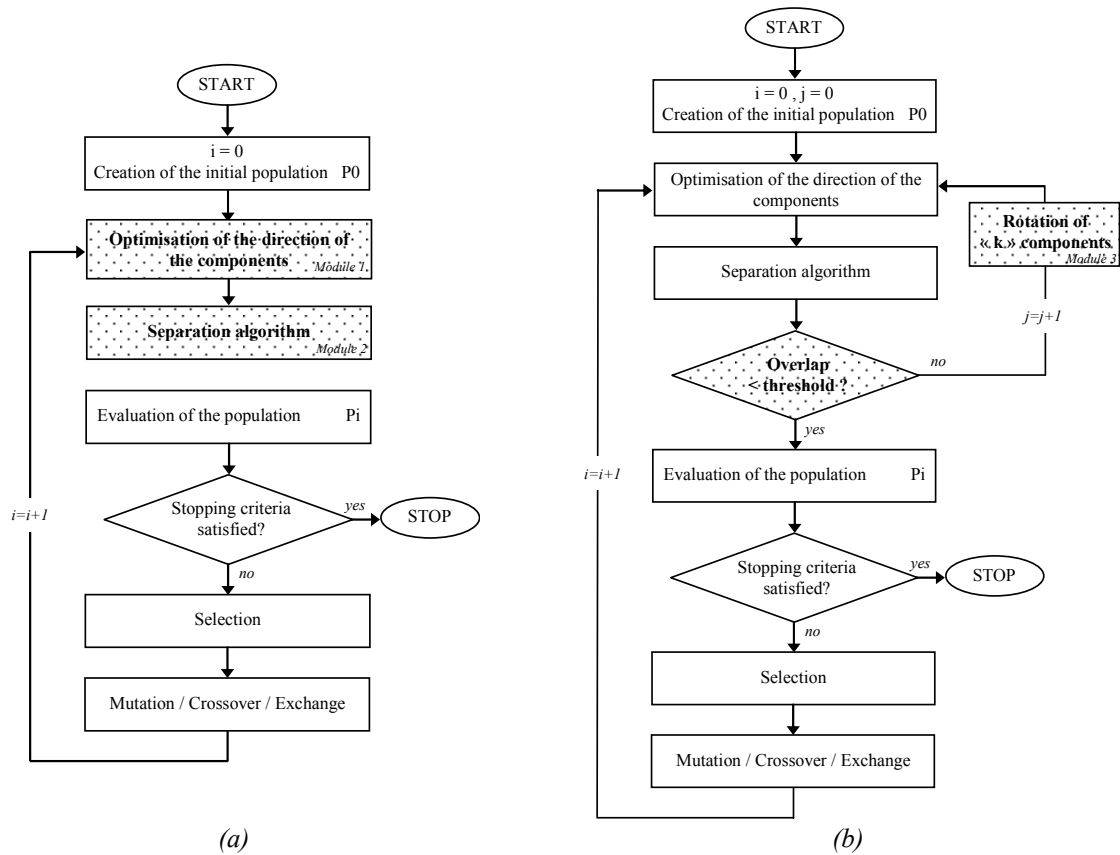 START
i = 0
Creation of the initial population P0
Optimisation of the direction of
the components
Module 1
Separation algorithm
Module 2
Evaluation of the population Pi
Stopping criteria
satisfied?
yes
STOP
no
i=i+1
Selection
Mutation / Crossover / Exchange
(a)
START
i = 0 , j = 0
Creation of the initial population P0
Optimisation of the direction of the
components
Rotation of
« k » components
Module 3
Separation algorithm
j=j+1
Overlap
< threshold ?
no
yes
i=i+1
Evaluation of the population Pi
Stopping criteria
satisfied?
yes
STOP
no
Selection
Mutation / Crossover / Exchange
(b)